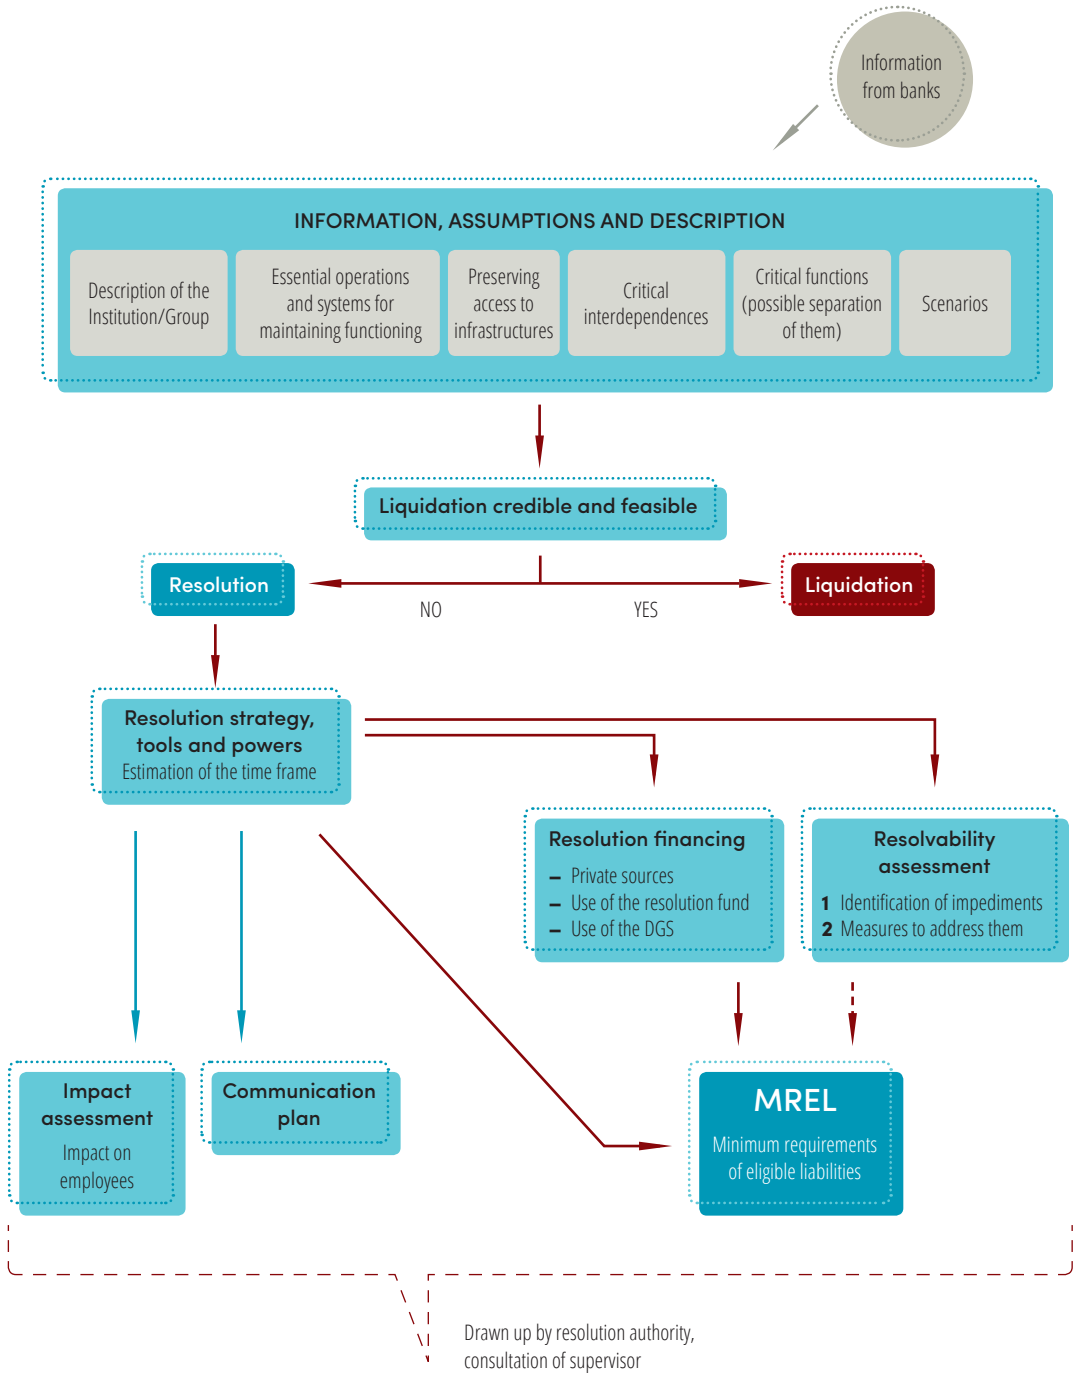 Information
from banks
INFORMATION, ASSUMPTIONS AND DESCRIPTION
Description of the
Institution/Group
Essential operations
and systems for
maintaining functioning
Preserving
access to
infrastructures
Critical
interdependences
Critical functions
(possible separation
of them)
Scenarios
Liquidation credible and feasible
Resolution
NO
YES
Liquidation
Resolution strategy,
tools and powers
Estimation of the time frame
Resolution financing
– Private sources
– Use of the resolution fund
– Use of the DGS
Resolvability
assessment
1 Identification of impediments
2 Measures to address them
Impact
assessment
Impact on
employees
Communication
plan
MREL
Minimum requirements
of eligible liabilities
Drawn up by resolution authority,
consultation of supervisor